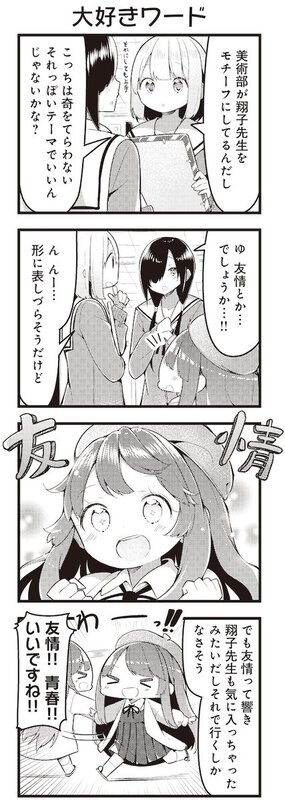 大好きワード
美術部が翔子先生を
モチーフにしてるんだし
こっちは奇をてらわない
それっぽいテーマでいいん
じゃないかな？
ゆ 友情とか…
でしょうか…!!
ん んー…
形に表しづらそうだけど
友情
でも友情って響き
翔子先生も気に入っちゃった
みたいだしそれで行くしか
なさそう
!!
わー
友情!! 青春!!
いいですね!!